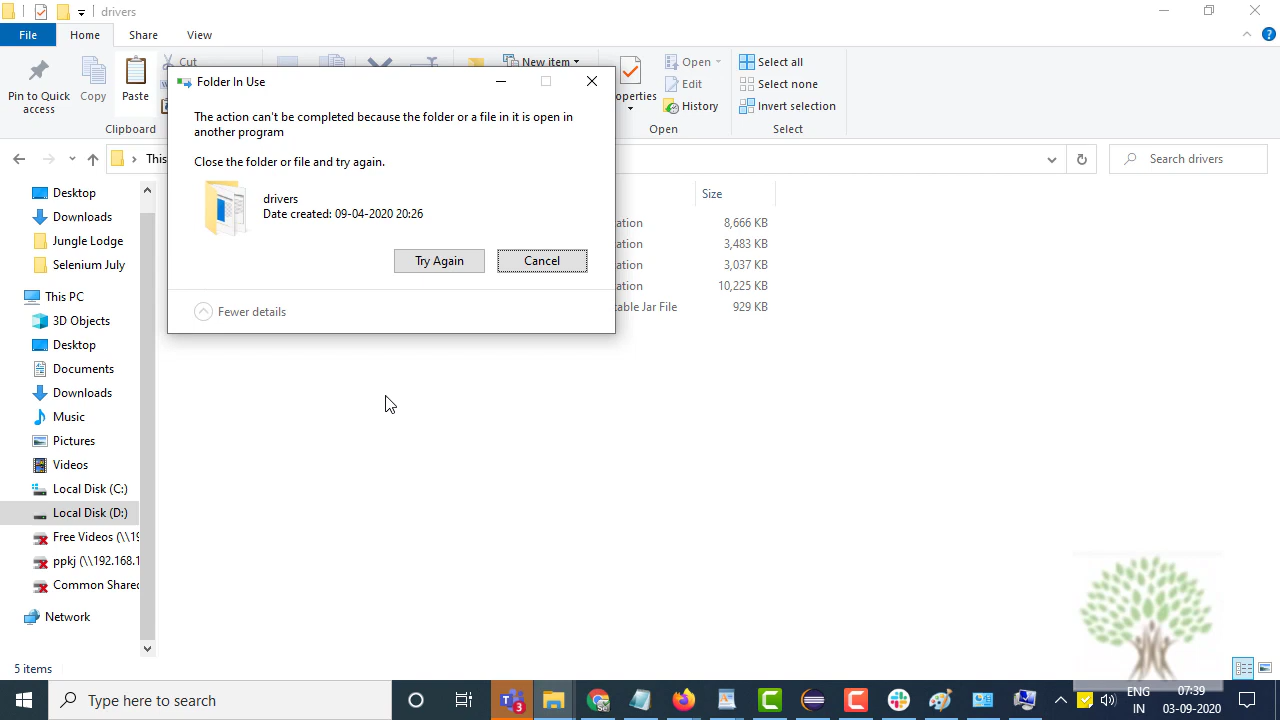 drivers
File
Home
Share
View
Pin to Quick
access
Copy
Paste
Cut
New item
Open
Edit
History
Select all
Select none
Invert selection
Clipboard
Open
Select
Folder In Use
The action can't be completed because the folder or a file in it is open in
another program
Close the folder or file and try again.
drivers
Date created: 09-04-2020 20:26
Try Again
Cancel
Fewer details
This
Search drivers
Size
8,666 KB
3,483 KB
3,037 KB
10,225 KB
Jar File
929 KB
Desktop
Downloads
Jungle Lodge
Selenium July
This PC
3D Objects
Desktop
Documents
Downloads
Music
Pictures
Videos
Local Disk (C:)
Local Disk (D:)
Free Videos (\\19
ppkj (\\192.168.1
Common Shared
Network
5 items
Type here to search
3
ENG
IN
07:39
03-09-2020